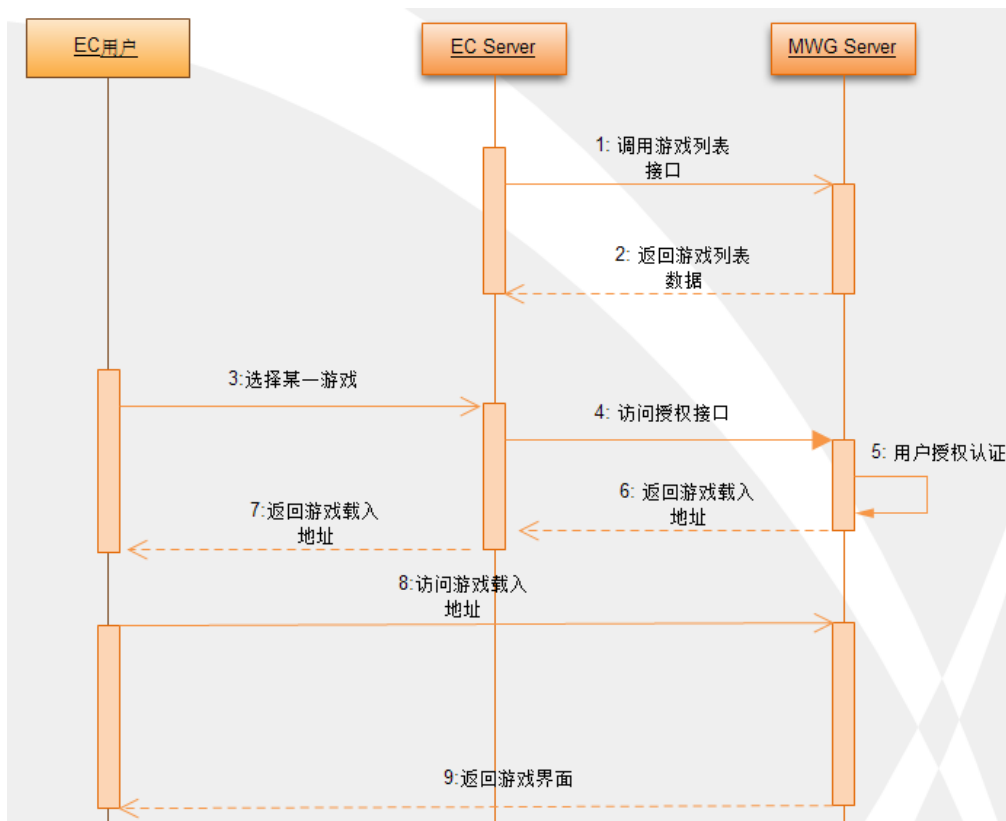 EC用户
EC Server
MWG Server
1: 调用游戏列表
接口
2: 返回游戏列表
数据
3:选择某一游戏
4: 访问授权接口
5: 用户授权认证
6: 返回游戏载入
地址
7:返回游戏载入
地址
8:访问游戏载入
地址
9:返回游戏界面